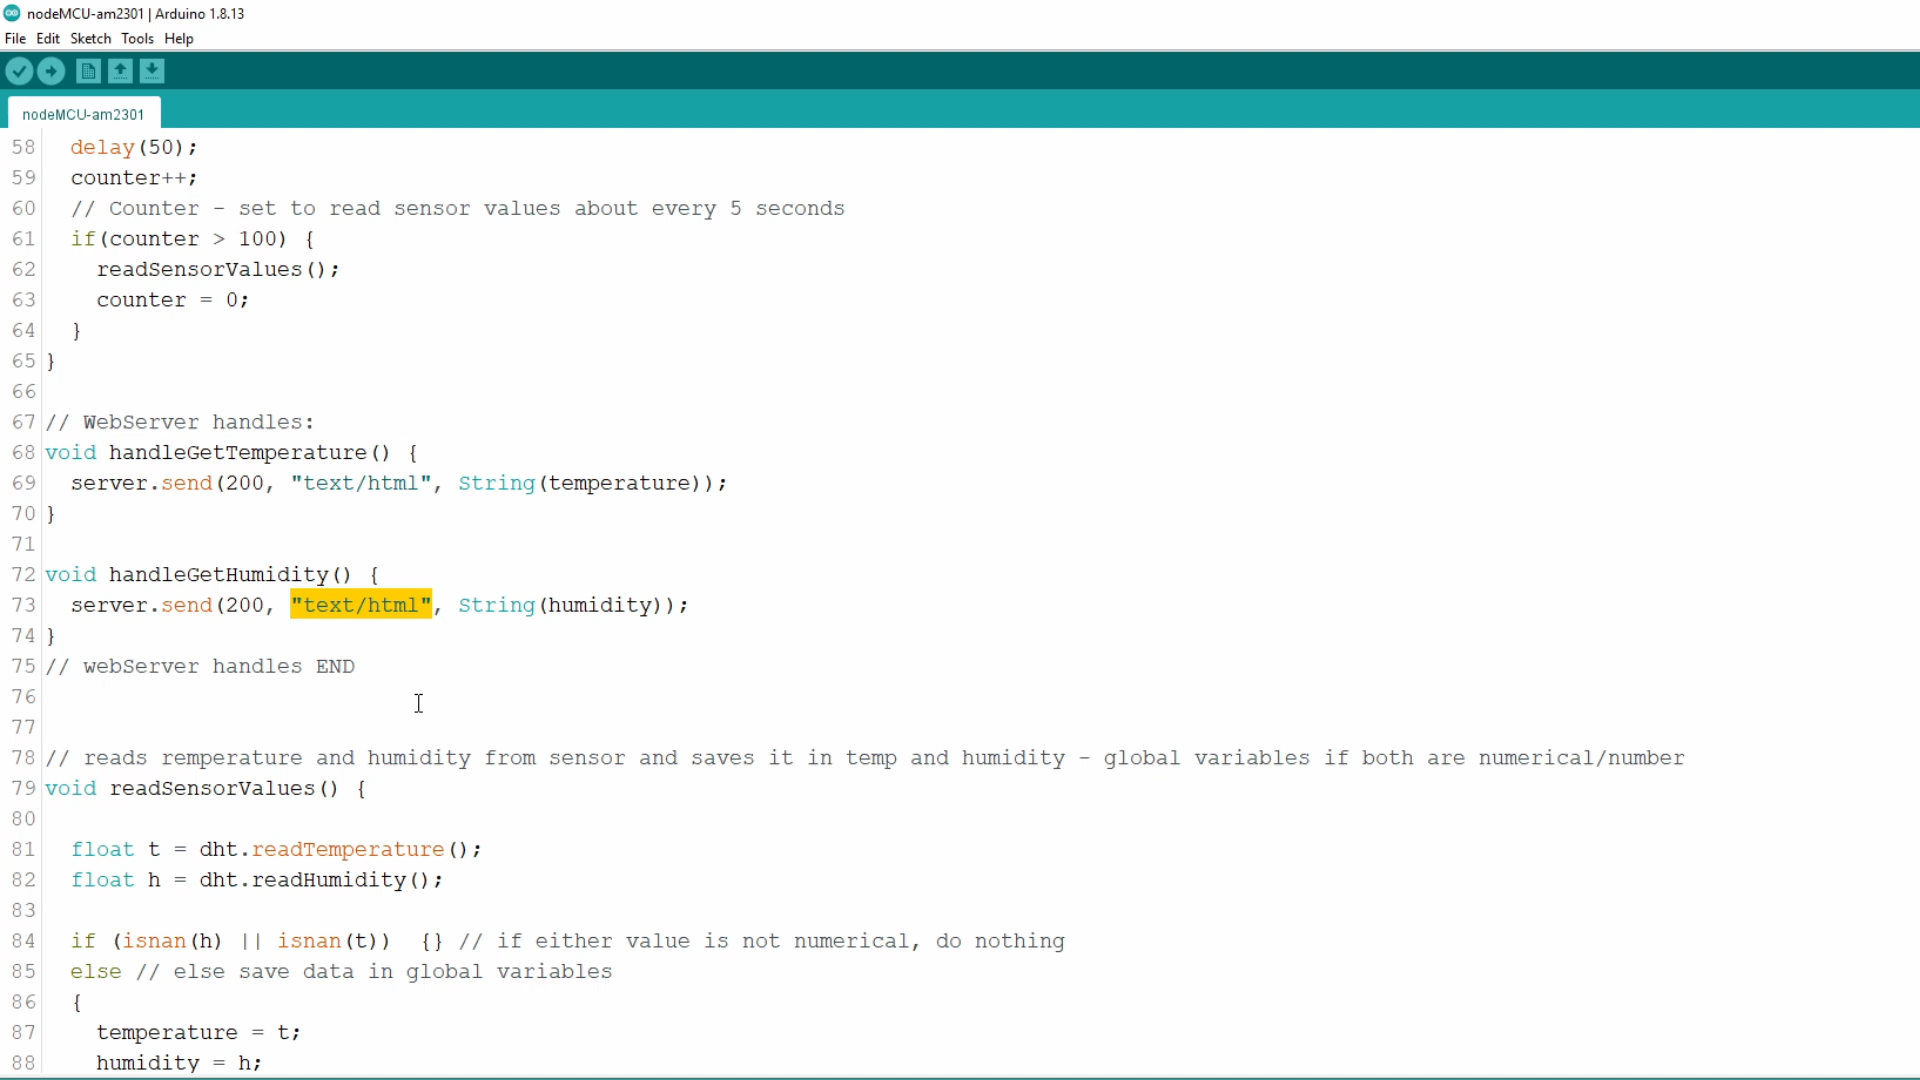 nodeMCU-am2301 | Arduino 1.8.13
File Edit Sketch Tools Help
nodeMCU-am2301
58 delay(50);
59 counter++;
60 // Counter - set to read sensor values about every 5 seconds
61 if(counter > 100) {
62 readSensorValues();
63 counter = 0;
64 }
65 }
66
67 // WebServer handles:
68 void handleGetTemperature() {
69 server.send(200, "text/html", String(temperature));
70 }
71
72 void handleGetHumidity() {
73 server.send(200, "text/html", String(humidity));
74 }
75 // webServer handles END
76
77
78 // reads remperature and humidity from sensor and saves it in temp and humidity - global variables if both are numerical/number
79 void readSensorValues() {
80
81 float t = dht.readTemperature();
82 float h = dht.readHumidity();
83
84 if (isnan(h) || isnan(t))  {} // if either value is not numerical, do nothing
85 else // else save data in global variables
86 {
87 temperature = t;
88 humidity = h;